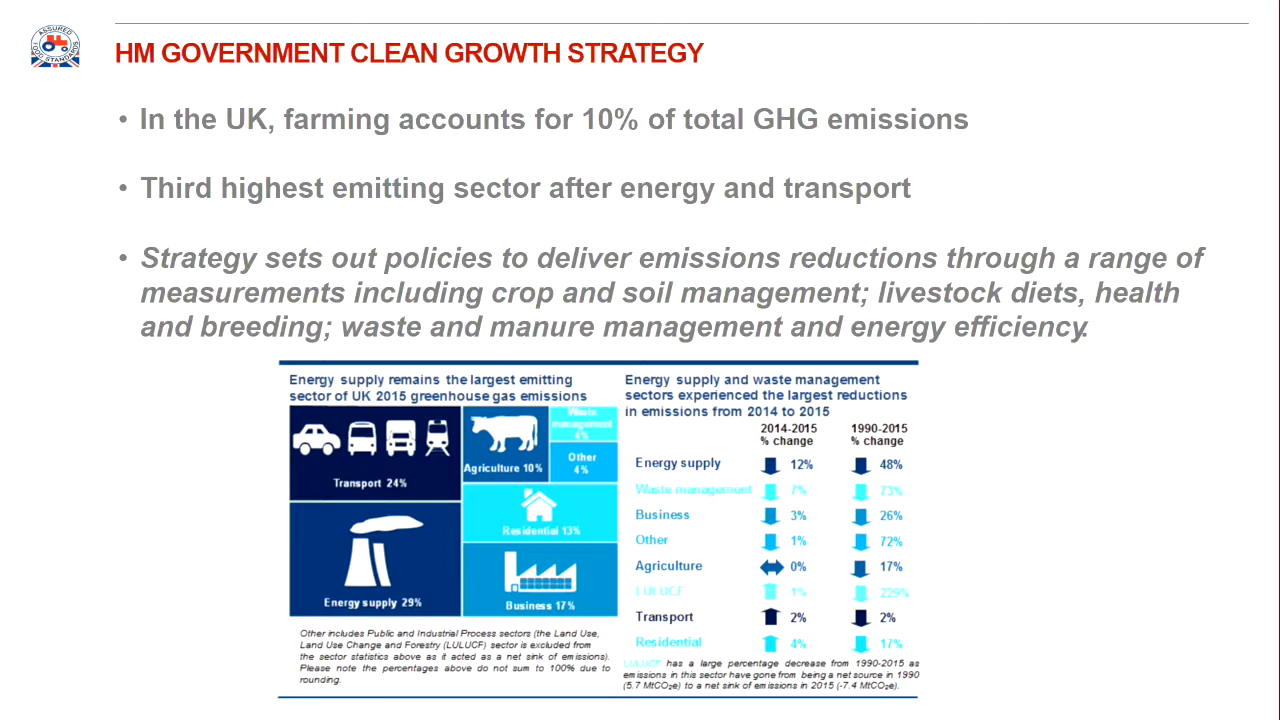 ASSURED
FOOD STANDARDS
HM GOVERNMENT CLEAN GROWTH STRATEGY
• In the UK, farming accounts for 10% of total GHG emissions
• Third highest emitting sector after energy and transport
• Strategy sets out policies to deliver emissions reductions through a range of
measurements including crop and soil management; livestock diets, health
and breeding; waste and manure management and energy efficiency.
Energy supply remains the largest emitting
sector of UK 2015 greenhouse gas emissions
Transport 24%
Agriculture 10%
Waste
management
4%
Other
4%
Residential 13%
Energy supply 29%
Business 17%
Other includes Public and Industrial Process sectors (the Land Use,
Land Use Change and Forestry (LULUCF) sector is excluded from
the sector statistics above as it acted as a net sink of emissions).
Please note the percentages above do not sum to 100% due to
rounding.
Energy supply and waste management
sectors experienced the largest reductions
in emissions from 2014 to 2015
2014-2015 1990-2015
% change % change
Energy supply 12% 48%
Waste management 7% 73%
Business 3% 26%
Other 1% 72%
Agriculture 0% 17%
LULUCF 1% 229%
Transport 2% 2%
Residential 4% 17%
LULUCF has a large percentage decrease from 1990-2015 as
emissions in this sector have gone from being a net source in 1990
(5.7 MtCO₂e) to a net sink of emissions in 2015 (-7.4 MtCO₂e).